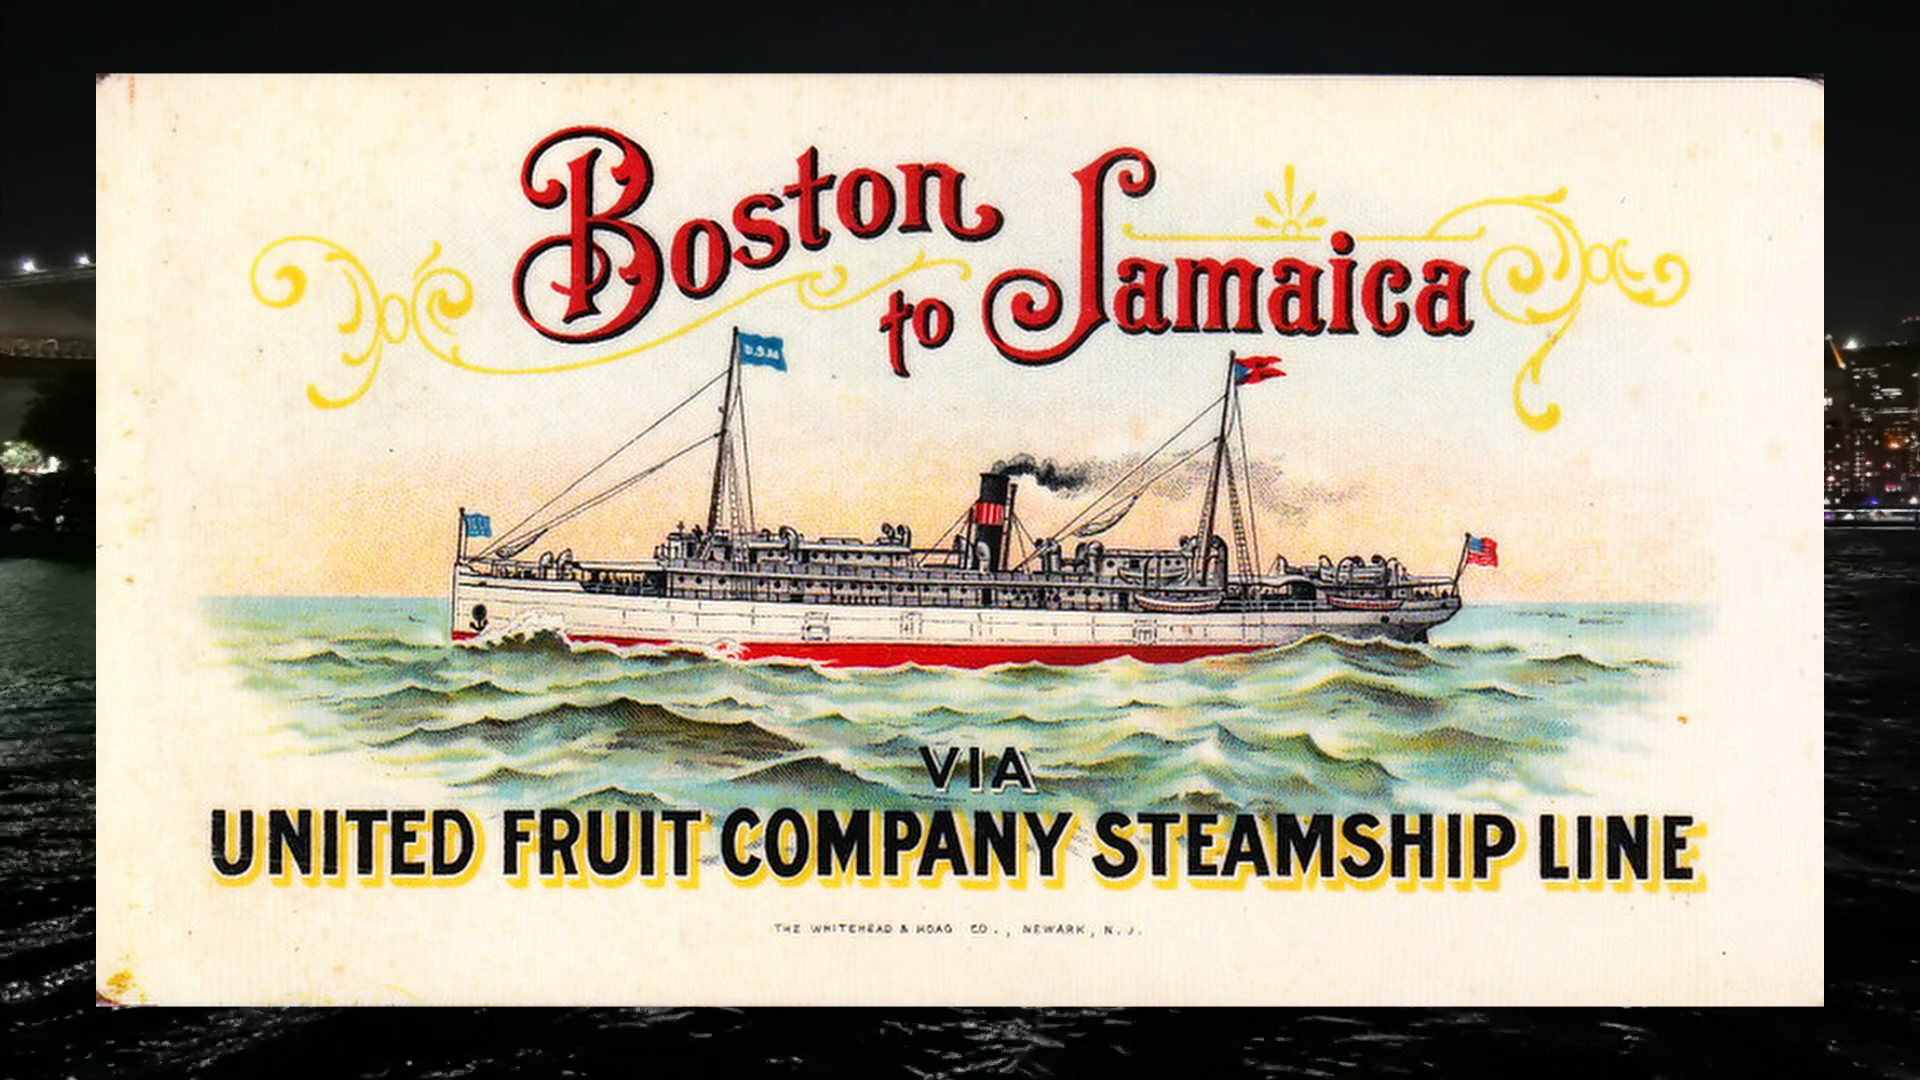 Boston
to Jamaica
U.S.M
VIA
UNITED FRUIT COMPANY STEAMSHIP LINE
THE WHITEHEAD & HOAG CO., NEWARK, N. J.